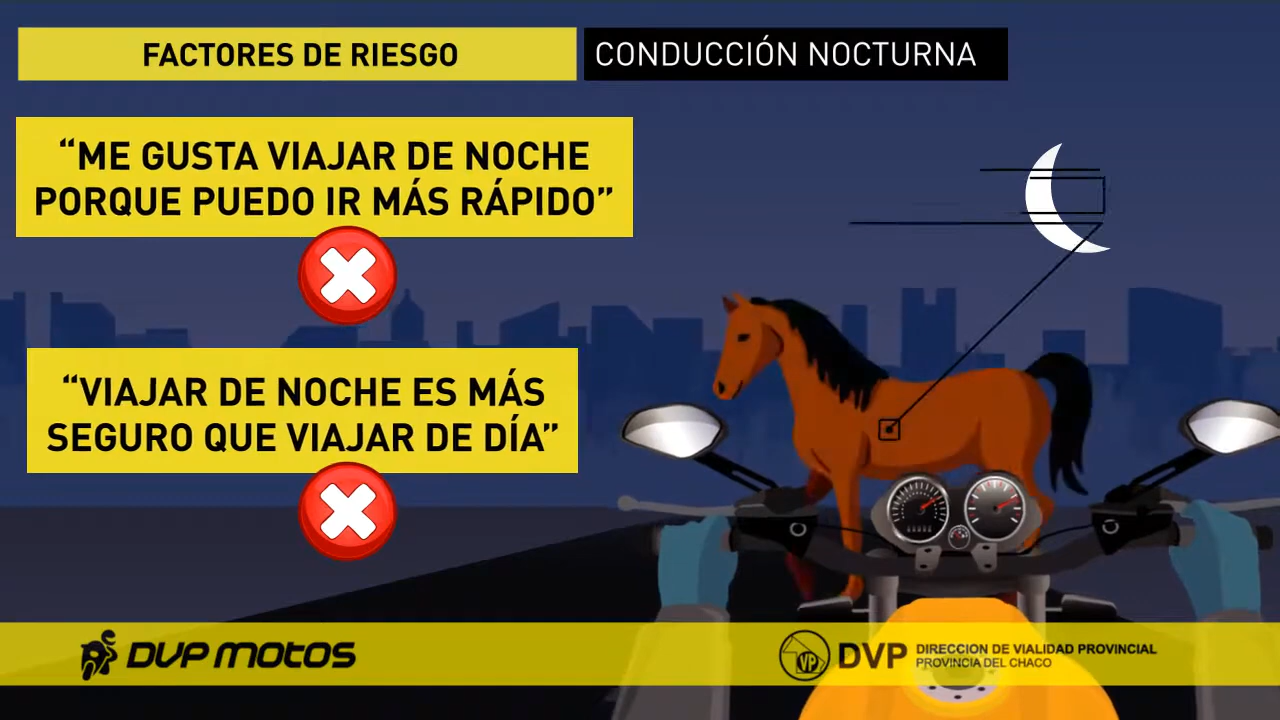 FACTORES DE RIESGO
CONDUCCIÓN NOCTURNA
“ME GUSTA VIAJAR DE NOCHE
PORQUE PUEDO IR MÁS RÁPIDO”
“VIAJAR DE NOCHE ES MÁS
SEGURO QUE VIAJAR DE DÍA”
DVP MOTOS
VP
DVP
DIRECCION DE VIALIDAD PROVINCIAL
PROVINCIA DEL CHACO